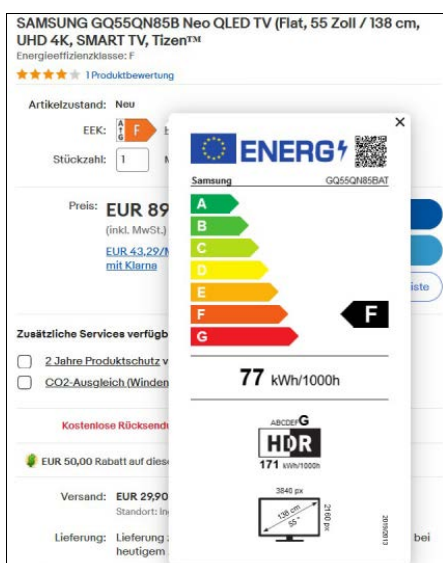 SAMSUNG GQ55QN85B Neo QLED TV (Flat, 55 Zoll / 138 cm,
UHD 4K, SMART TV, Tizen™
Energieeffizienzklasse: F
1 Produktbewertung
Artikelzustand: Neu
EEK: A G F
Stückzahl: 1
Preis: EUR 89
(inkl. MwSt.)
EUR 43,29/
mit Klarna
iste
Zusätzliche Services verfügb
2 Jahre Produktschutz v
CO2-Ausgleich (Winden
Kostenlose Rücksend
EUR 50,00 Rabatt auf diese
Versand: EUR 29,90
Standort: In
Lieferung: Lieferung
heutigem
bei
×
ENERG
Samsung GQ55QN85BAT
A
B
C
D
E
F
G
F
77 kWh/1000h
ABCDEFG
HDR
171 kWh/1000h
3840 px
138 cm
55 "
2160 px
2019/2013